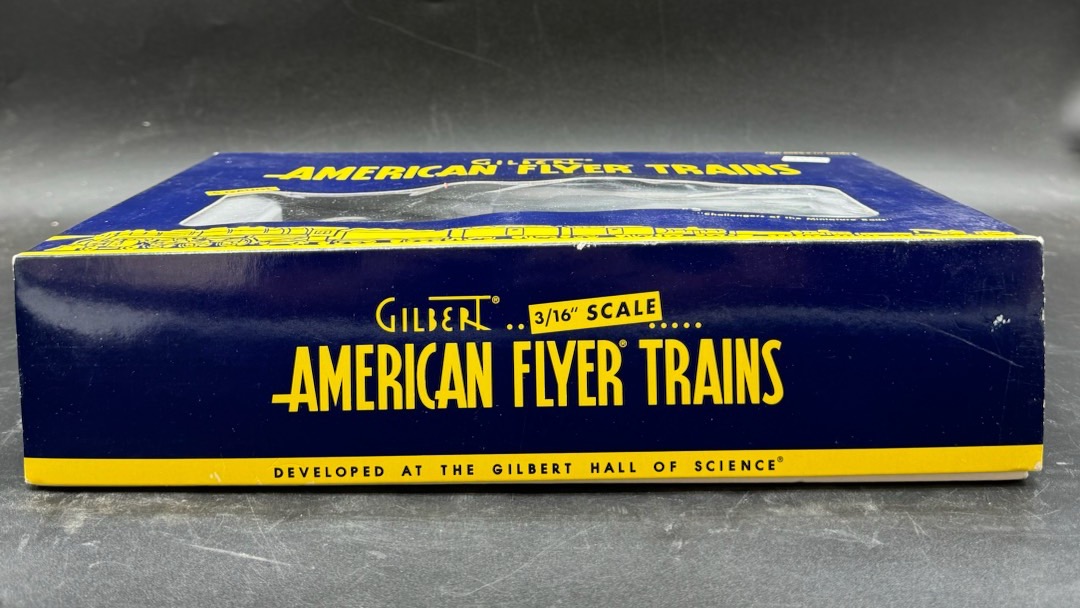 GILBERT®
AMERICAN FLYER® TRAINS
"Challengers of the Miniature Rails"
GILBERT® .. 3/16" SCALE .....
AMERICAN FLYER® TRAINS
DEVELOPED AT THE GILBERT HALL OF SCIENCE®